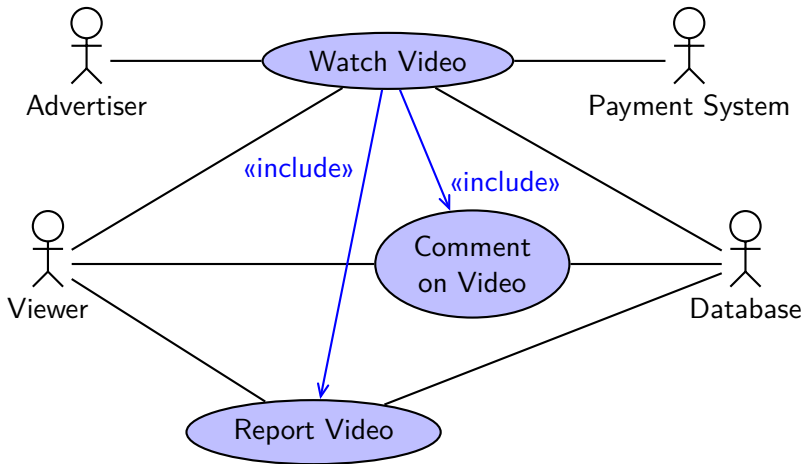 Watch Video
Advertiser
Payment System
«include»
«include»
Comment
on Video
Viewer
Database
Report Video